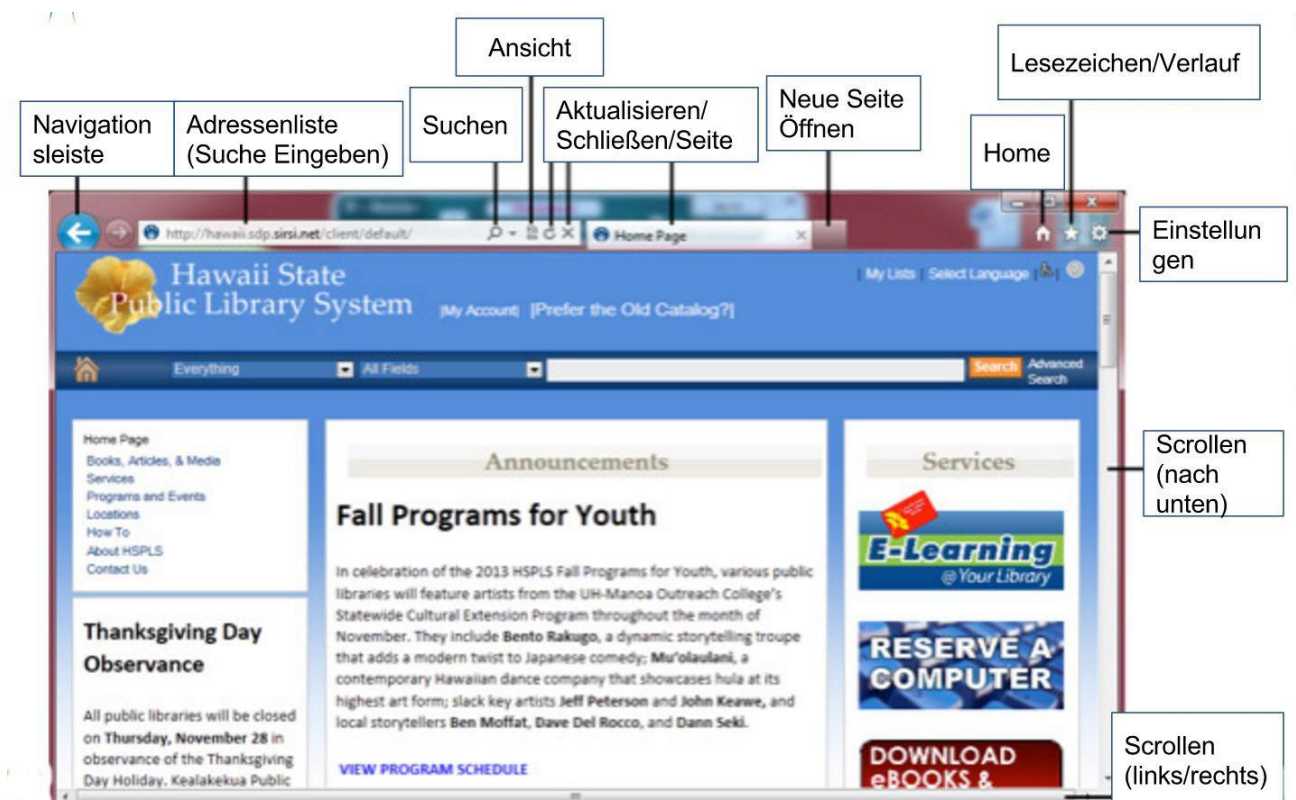 Ansicht
Lesezeichen/Verlauf
Navigation
sleiste
Adressenliste
(Suche Eingeben)
Suchen
Aktualisieren/
Schließen/Seite
Neue Seite
Öffnen
Home
Einstellun
gen
http://hawaii.sdp.sirsi.net/client/default/
Home Page
Hawaii State
Public Library System
|My Account| |Prefer the Old Catalog?|
| My Lists | Select Language |
Everything
All Fields
Search
Advanced
Search
Home Page
Books, Articles, & Media
Services
Programs and Events
Locations
How To
About HSPLS
Contact Us
Thanksgiving Day
Observance
All public libraries will be closed
on Thursday, November 28 in
observance of the Thanksgiving
Day Holiday. Kealakekua Public
Announcements
Fall Programs for Youth
In celebration of the 2013 HSPLS Fall Programs for Youth, various public
libraries will feature artists from the UH-Manoa Outreach College's
Statewide Cultural Extension Program throughout the month of
November. They include Bento Rakugo, a dynamic storytelling troupe
that adds a modern twist to Japanese comedy; Mu'olaulani, a
contemporary Hawaiian dance company that showcases hula at its
highest art form; slack key artists Jeff Peterson and John Keawe, and
local storytellers Ben Moffat, Dave Del Rocco, and Dann Seki.
VIEW PROGRAM SCHEDULE
Services
E-Learning
@Your Library
RESERVE A
COMPUTER
DOWNLOAD
eBOOKS &
Scrollen
(nach
unten)
Scrollen
(links/rechts)